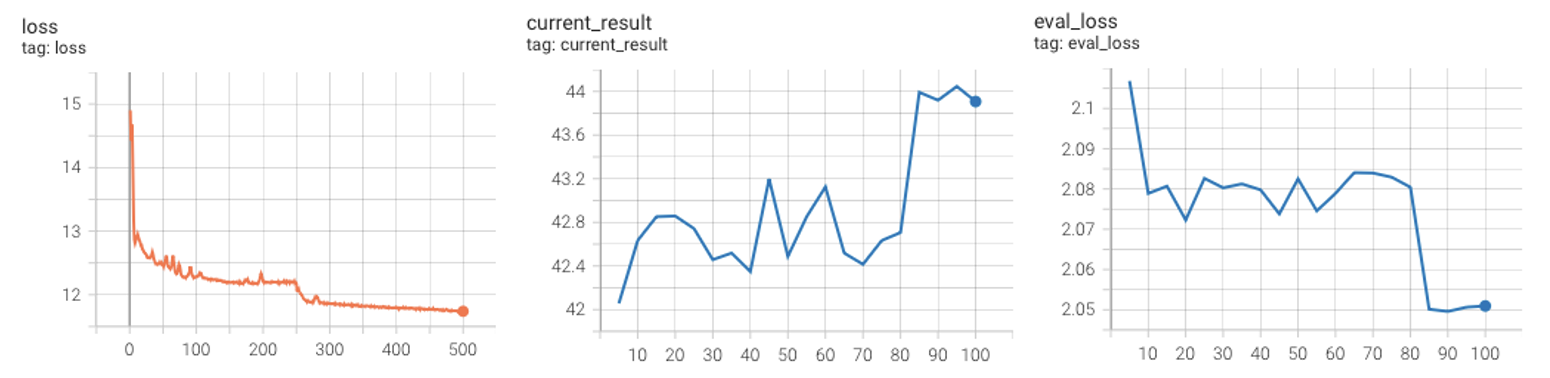 loss
tag: loss
15
14
13
12
0 100 200 300 400 500
current_result
tag: current_result
44
43.6
43.2
42.8
42.4
42
10 20 30 40 50 60 70 80 90 100
eval_loss
tag: eval_loss
2.1
2.09
2.08
2.07
2.06
2.05
10 20 30 40 50 60 70 80 90 100